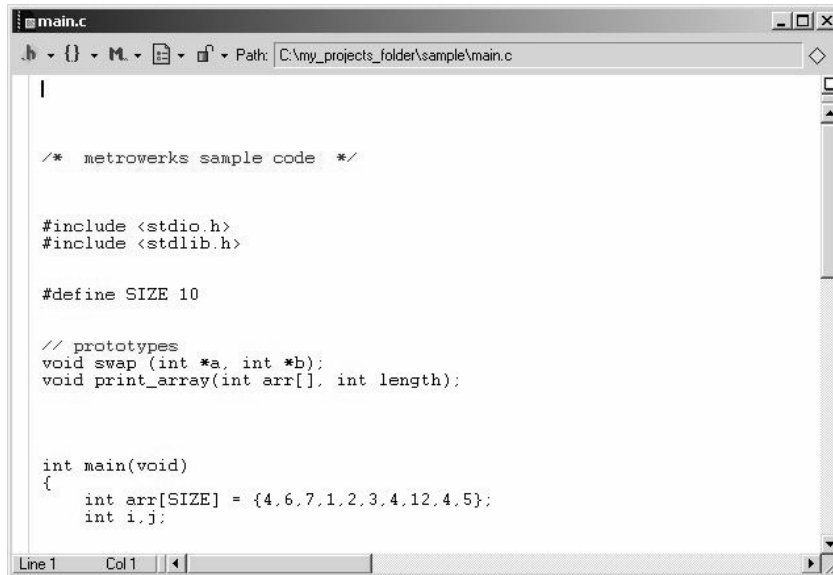 main.c
.h {} M. Path: C:\my_projects_folder\sample\main.c
/*  metrowerks sample code  */
#include <stdio.h>
#include <stdlib.h>
#define SIZE 10
// prototypes
void swap (int *a, int *b);
void print_array(int arr[], int length);
int main(void)
{
    int arr[SIZE] = {4,6,7,1,2,3,4,12,4,5};
    int i,j;
Line 1 Col 1